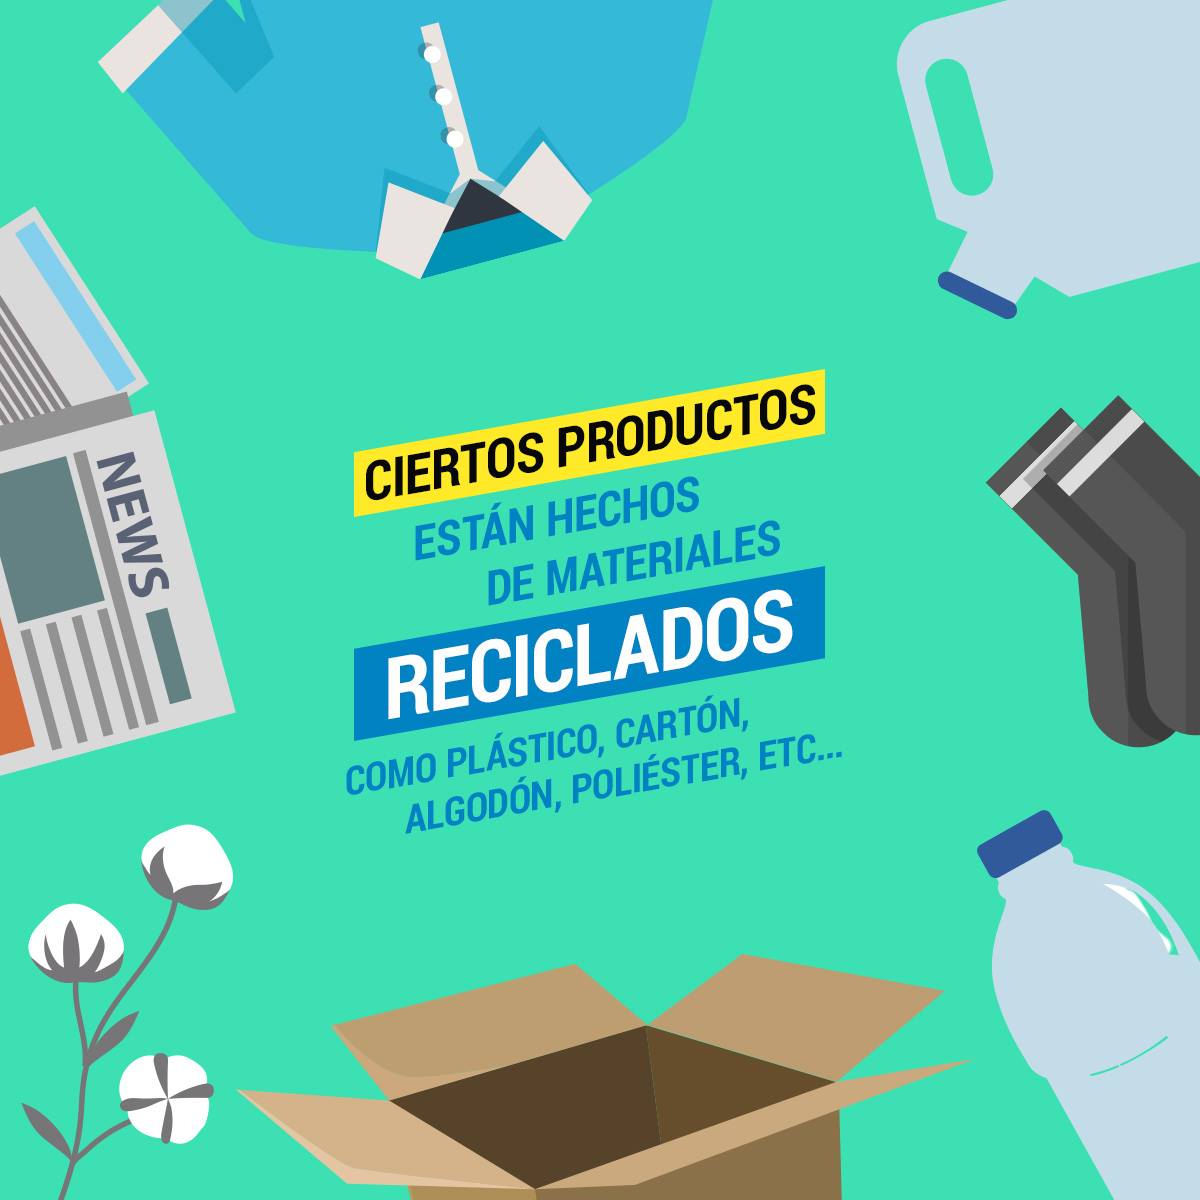 CIERTOS PRODUCTOS
ESTÁN HECHOS
DE MATERIALES
RECICLADOS
COMO PLÁSTICO, CARTÓN,
ALGODÓN, POLIÉSTER, ETC...
NEWS